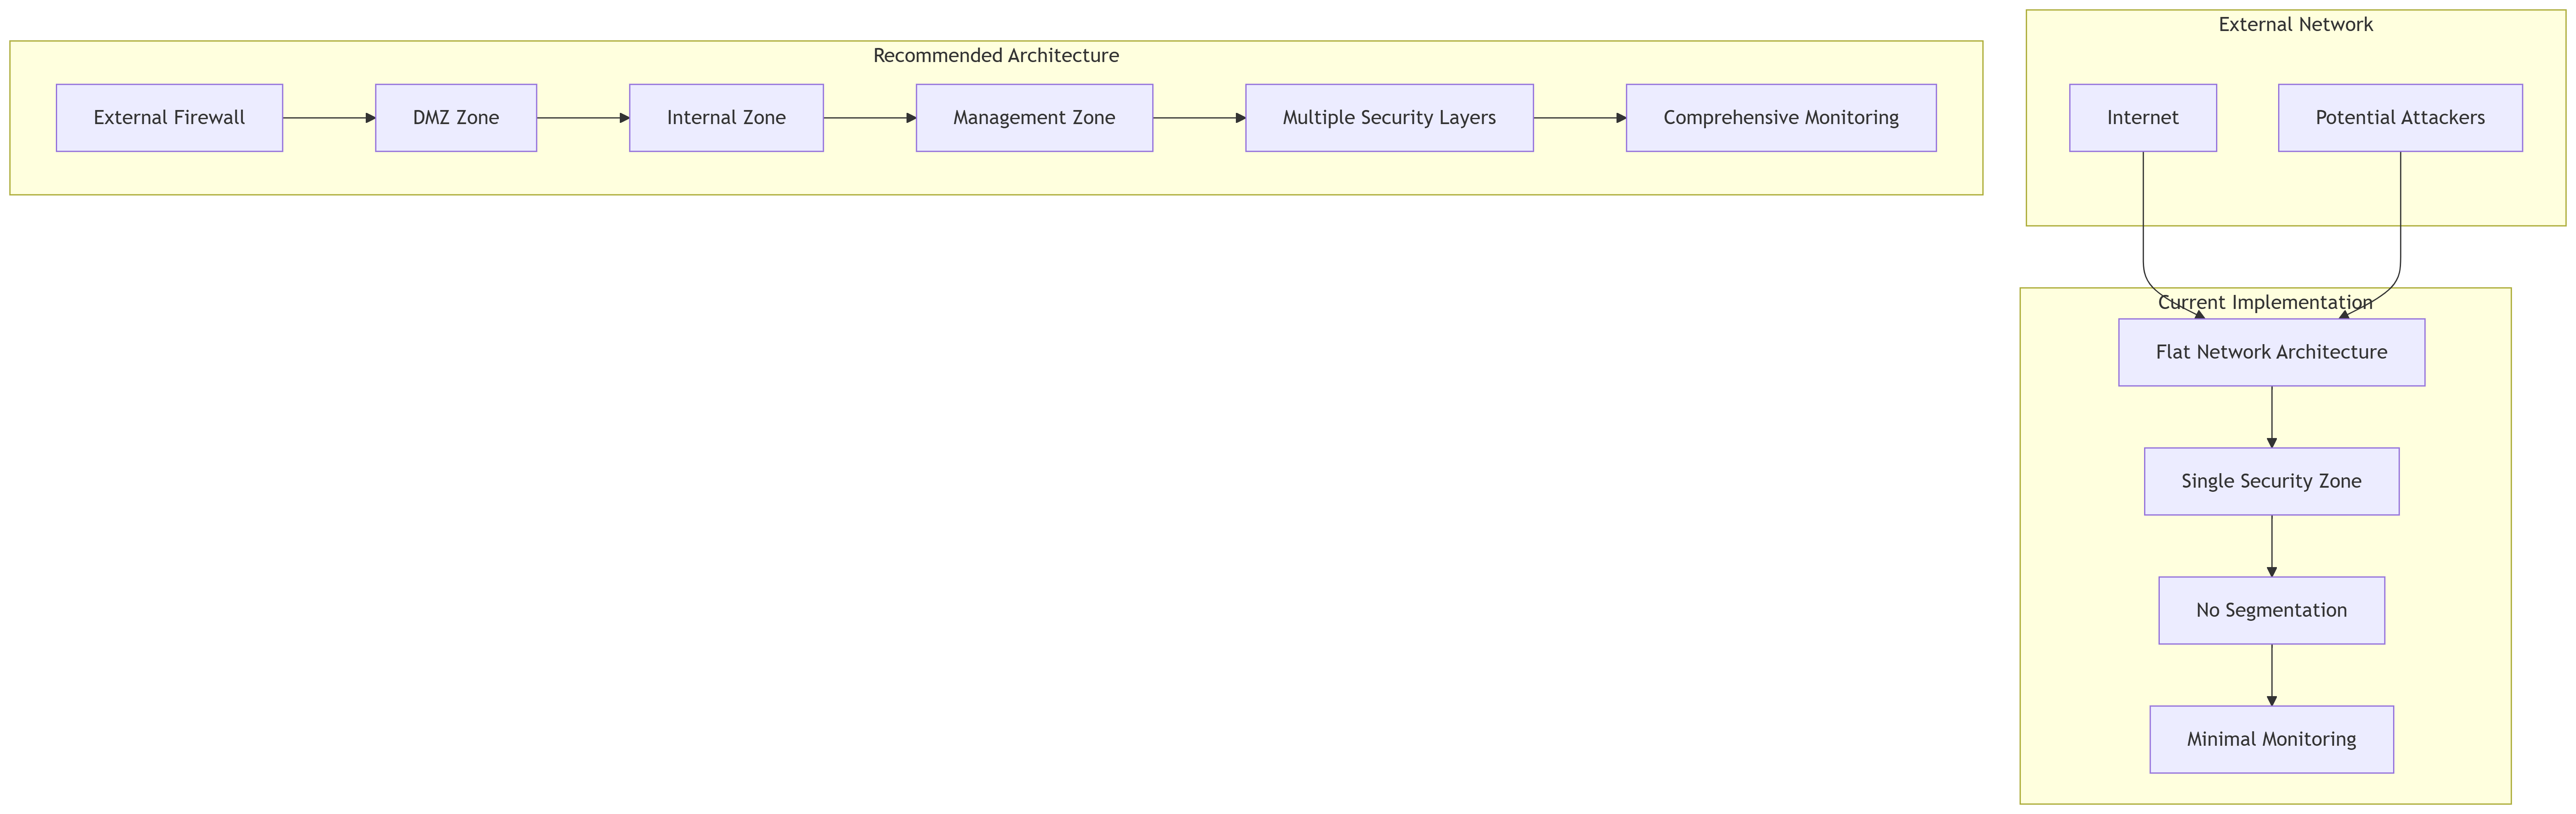 Recommended Architecture
External Firewall
DMZ Zone
Internal Zone
Management Zone
Multiple Security Layers
Comprehensive Monitoring
External Network
Internet
Potential Attackers
Current Implementation
Flat Network Architecture
Single Security Zone
No Segmentation
Minimal Monitoring